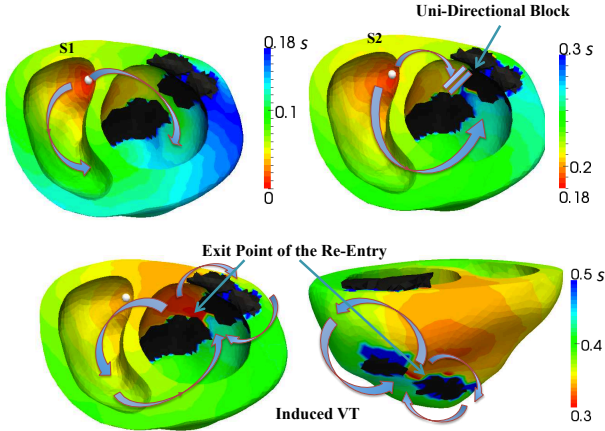 Uni-Directional Block
S1
0.18 s
0.1
0
S2
0.3 s
0.2
0.18
Exit Point of the Re-Entry
0.5 s
0.4
0.3
Induced VT